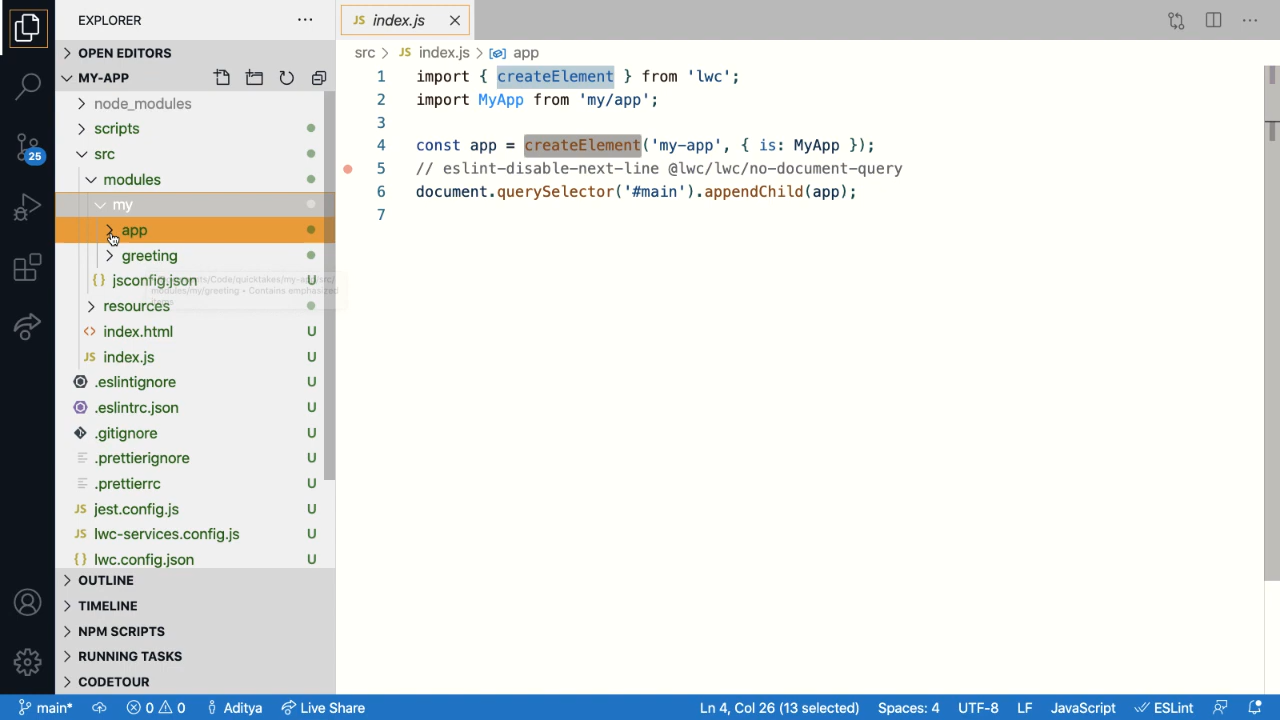 EXPLORER
JS index.js
OPEN EDITORS
src JS index.js app
MY-APP
1 import { createElement } from 'lwc';
2 import MyApp from 'my/app';
3
4 const app = createElement('my-app', { is: MyApp });
5 // eslint-disable-next-line @lwc/lwc/no-document-query
6 document.querySelector('#main').appendChild(app);
7
node_modules
scripts
src
modules
my
app
greeting
{} jsconfig.json
resources
<> index.html U
JS index.js U
.eslintignore U
.eslintrc.json U
.gitignore U
.prettierignore U
.prettierrc U
JS jest.config.js U
JS lwc-services.config.js U
{} lwc.config.json U
OUTLINE
TIMELINE
NPM SCRIPTS
RUNNING TASKS
CODETOUR
25
main* 0 0 Aditya Live Share Ln 4, Col 26 (13 selected) Spaces: 4 UTF-8 LF JavaScript ESLint